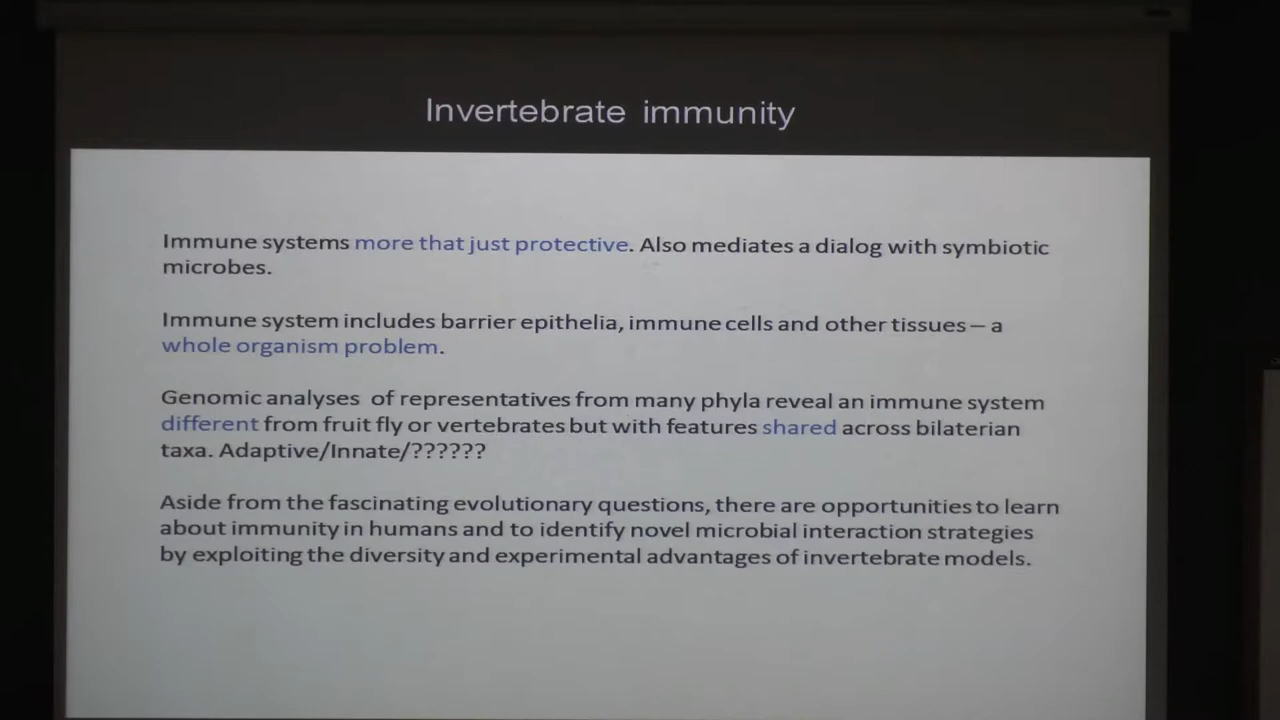 Invertebrate immunity
Immune systems more that just protective. Also mediates a dialog with symbiotic
microbes.
Immune system includes barrier epithelia, immune cells and other tissues – a
whole organism problem.
Genomic analyses of representatives from many phyla reveal an immune system
different from fruit fly or vertebrates but with features shared across bilaterian
taxa. Adaptive/Innate/??????
Aside from the fascinating evolutionary questions, there are opportunities to learn
about immunity in humans and to identify novel microbial interaction strategies
by exploiting the diversity and experimental advantages of invertebrate models.